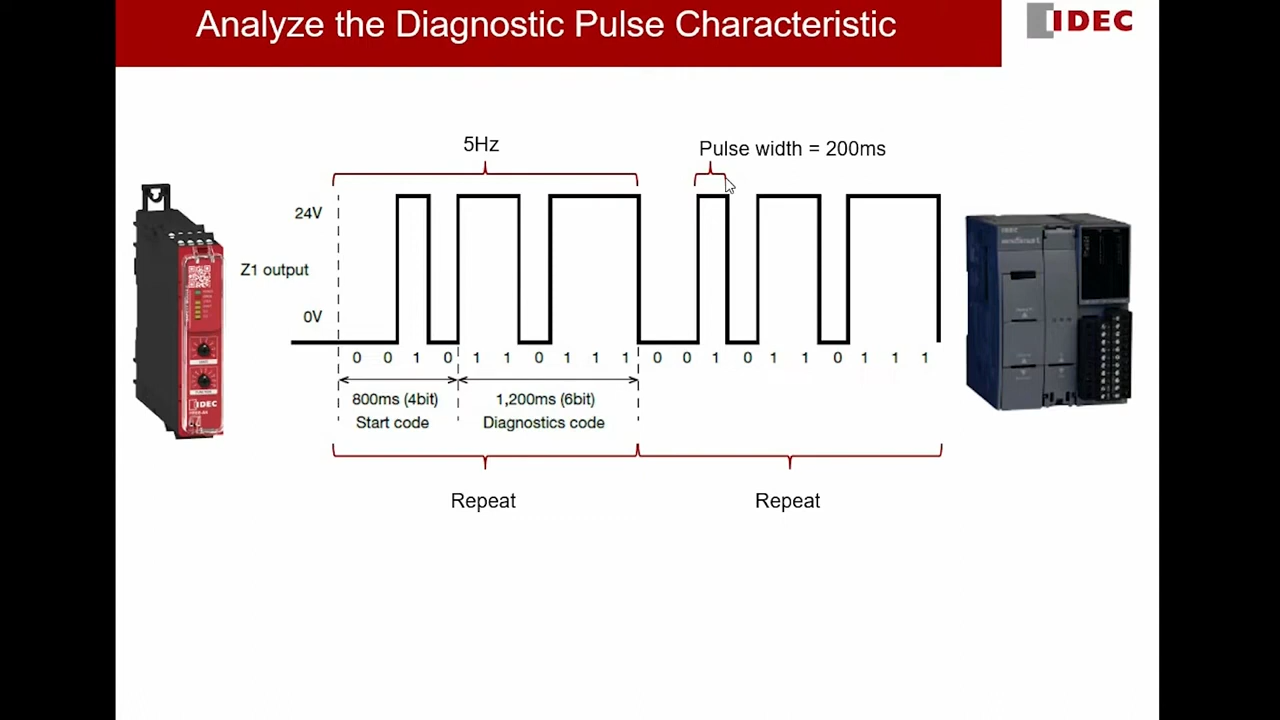 Analyze the Diagnostic Pulse Characteristic
IDEC
5Hz
Pulse width = 200ms
24V
Z1 output
0V
0 0 1 0 1 1 0 1 1 1 0 0 1 0 1 1 0 1 1 1
800ms (4bit)
Start code
1,200ms (6bit)
Diagnostics code
Repeat
Repeat
IDEC
IDEC